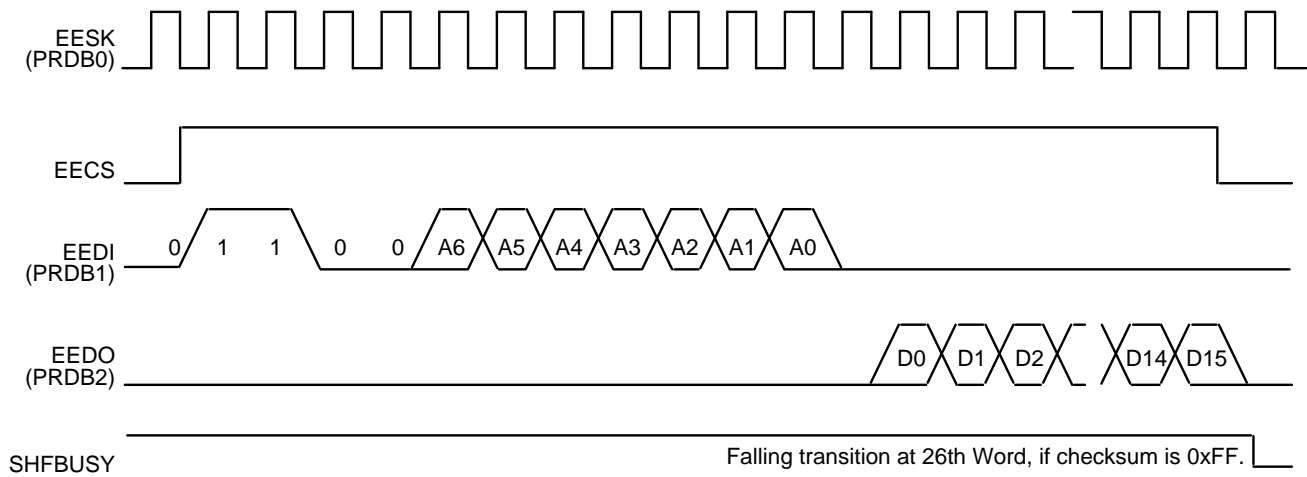 EESK
(PRDB0)
EECS
EEDI
(PRDB1)
0 1 1 0 0 A6 A5 A4 A3 A2 A1 A0
EEDO
(PRDB2)
D0 D1 D2 D14 D15
SHFBUSY
Falling transition at 26th Word, if checksum is 0xFF.